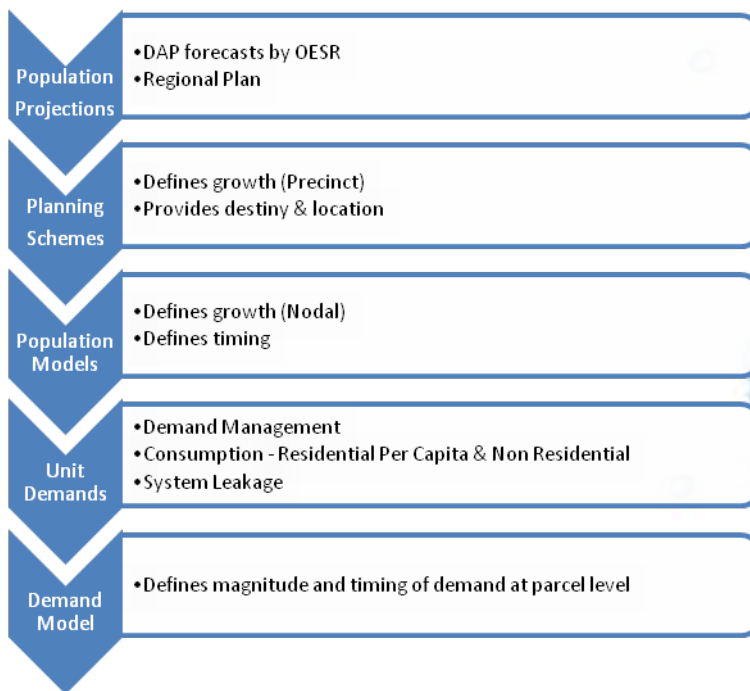 Population
Projections
•DAP forecasts by OESR
•Regional Plan
Planning
Schemes
•Defines growth (Precinct)
•Provides destiny & location
Population
Models
•Defines growth (Nodal)
•Defines timing
Unit
Demands
•Demand Management
•Consumption - Residential Per Capita & Non Residential
•System Leakage
Demand
Model
•Defines magnitude and timing of demand at parcel level